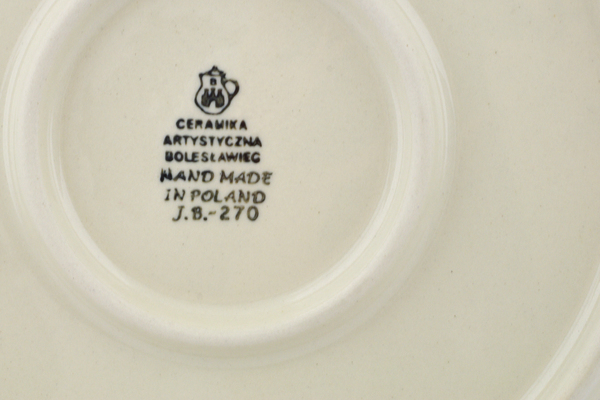 B
CERAMIKA
ARTYSTYCZNA
BOLESŁAWIEC
HAND MADE
IN POLAND
J.B.-270